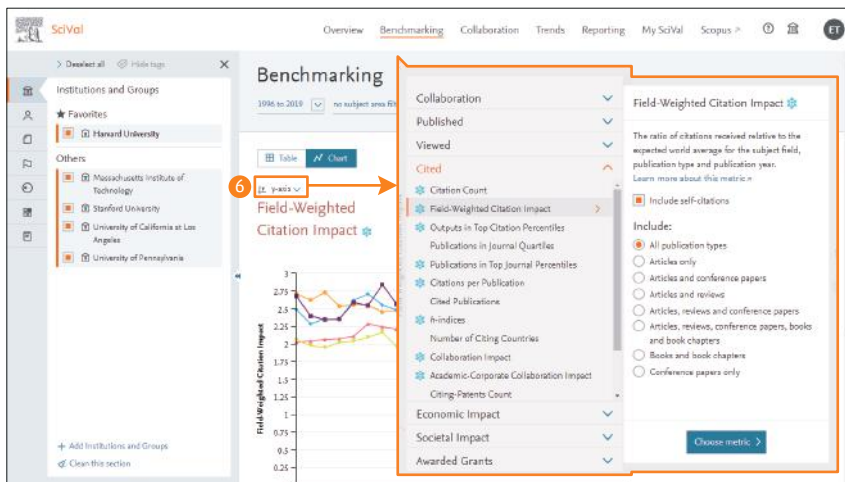 SciVal
Overview Benchmarking Collaboration Trends Reporting My SciVal Scopus ↗ ET
> Deselect all Hide tags X
Institutions and Groups
★ Favorites
Harvard University
Others
Massachusetts Institute of
Technology
Stanford University
University of California at Los
Angeles
University of Pennsylvania
+ Add Institutions and Groups
Clean this section
Benchmarking
1996 to 2019 no subject area filt
Table Chart
6
y-axis
Field-Weighted
Citation Impact
Field-Weighted Citation Impact
3
2.75
2.5
2.25
2
1.75
1.5
1.25
1
0.75
0.5
0.25
Collaboration
Published
Viewed
Cited
Citation Count
Field-Weighted Citation Impact >
Outputs in Top Citation Percentiles
Publications in Journal Quartiles
Publications in Top Journal Percentiles
Citations per Publication
Cited Publications
h-indices
Number of Citing Countries
Collaboration Impact
Academic-Corporate Collaboration Impact
Citing-Patents Count
Economic Impact
Societal Impact
Awarded Grants
Field-Weighted Citation Impact
The ratio of citations received relative to the
expected world average for the subject field,
publication type and publication year.
Learn more about this metric ↗
Include self-citations
Include:
All publication types
Articles only
Articles and conference papers
Articles and reviews
Articles, reviews and conference papers
Articles, reviews, conference papers, books
and book chapters
Books and book chapters
Conference papers only
Choose metric >